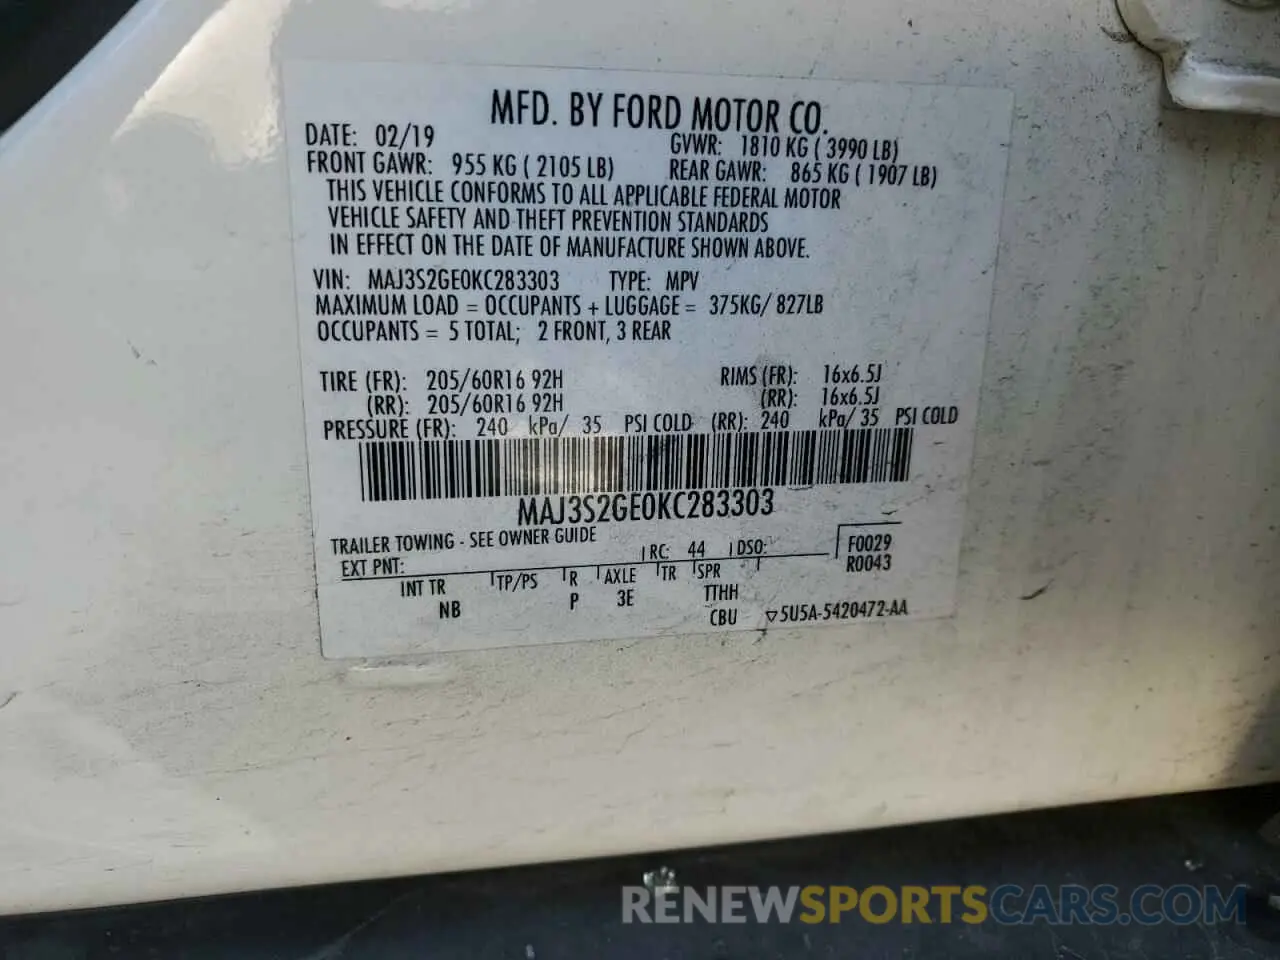 MFD. BY FORD MOTOR CO.
DATE: 02/19 GVWR: 1810 KG ( 3990 LB)
FRONT GAWR: 955 KG ( 2105 LB) REAR GAWR: 865 KG ( 1907 LB)
THIS VEHICLE CONFORMS TO ALL APPLICABLE FEDERAL MOTOR
VEHICLE SAFETY AND THEFT PREVENTION STANDARDS
IN EFFECT ON THE DATE OF MANUFACTURE SHOWN ABOVE.
VIN: MAJ3S2GE0KC283303 TYPE: MPV
MAXIMUM LOAD = OCCUPANTS + LUGGAGE = 375KG/ 827LB
OCCUPANTS = 5 TOTAL; 2 FRONT, 3 REAR
TIRE (FR): 205/60R16 92H RIMS (FR): 16x6.5J
(RR): 205/60R16 92H (RR): 16x6.5J
PRESSURE (FR): 240 kPa/ 35 PSI COLD (RR): 240 kPa/ 35 PSI COLD
MAJ3S2GE0KC283303
TRAILER TOWING - SEE OWNER GUIDE
EXT PNT: RC: 44 DSO: F0029
R0043
INT TR TP/PS R AXLE TR SPR
NB P 3E TTHH
CBU ▽5U5A-5420472-AA
RENEWSPORTSCARS.COM